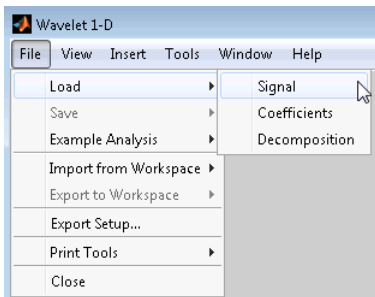 Wavelet 1-D
File View Insert Tools Window Help
Load Signal
Save Coefficients
Example Analysis Decomposition
Import from Workspace
Export to Workspace
Export Setup...
Print Tools
Close